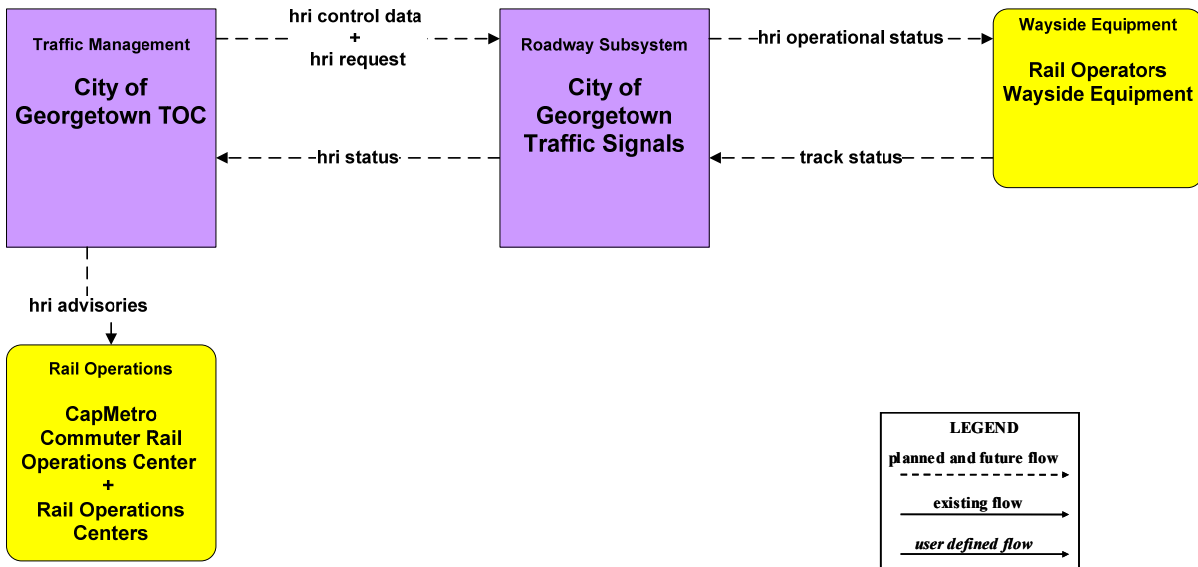 Traffic Management
City of
Georgetown TOC
hri control data
+
hri request
hri status
Roadway Subsystem
City of
Georgetown
Traffic Signals
hri operational status
track status
Wayside Equipment
Rail Operators
Wayside Equipment
hri advisories
Rail Operations
CapMetro
Commuter Rail
Operations Center
+
Rail Operations
Centers
LEGEND
planned and future flow
existing flow
user defined flow